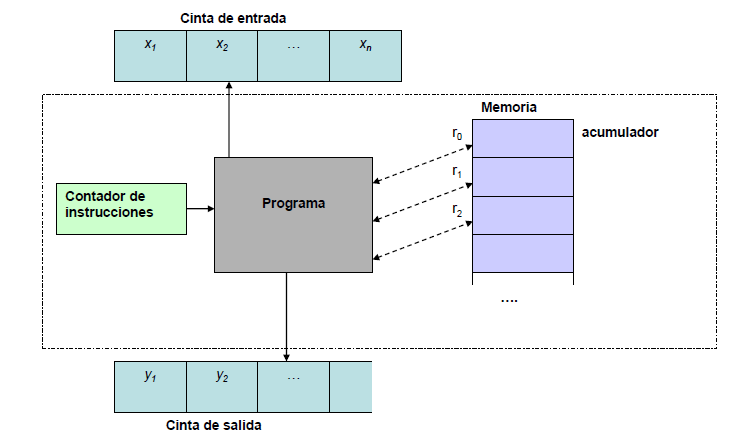 Cinta de entrada
x1 x2 … xn
Memoria
r0 acumulador
r1
Contador de
instrucciones
Programa
r2
….
y1 y2 …
Cinta de salida